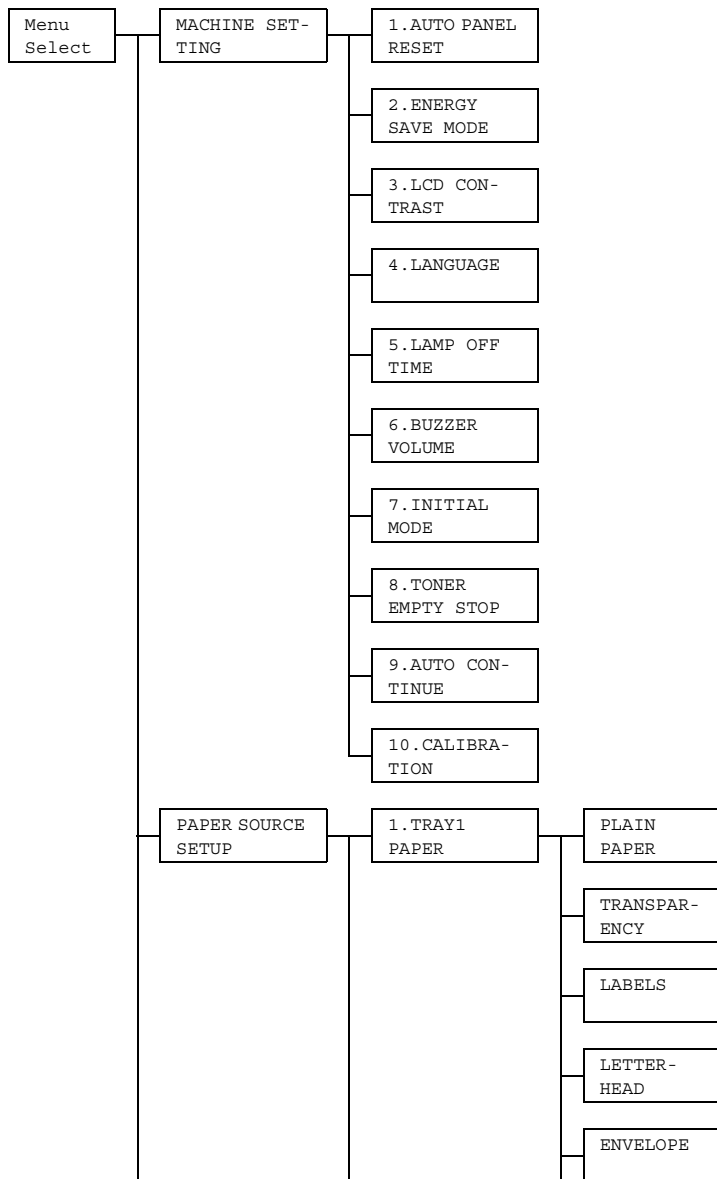 Menu
Select
MACHINE SET-
TING
1.AUTO PANEL
RESET
2.ENERGY
SAVE MODE
3.LCD CON-
TRAST
4.LANGUAGE
5.LAMP OFF
TIME
6.BUZZER
VOLUME
7.INITIAL
MODE
8.TONER
EMPTY STOP
9.AUTO CON-
TINUE
10.CALIBRA-
TION
PAPER SOURCE
SETUP
1.TRAY1
PAPER
PLAIN
PAPER
TRANSPAR-
ENCY
LABELS
LETTER-
HEAD
ENVELOPE